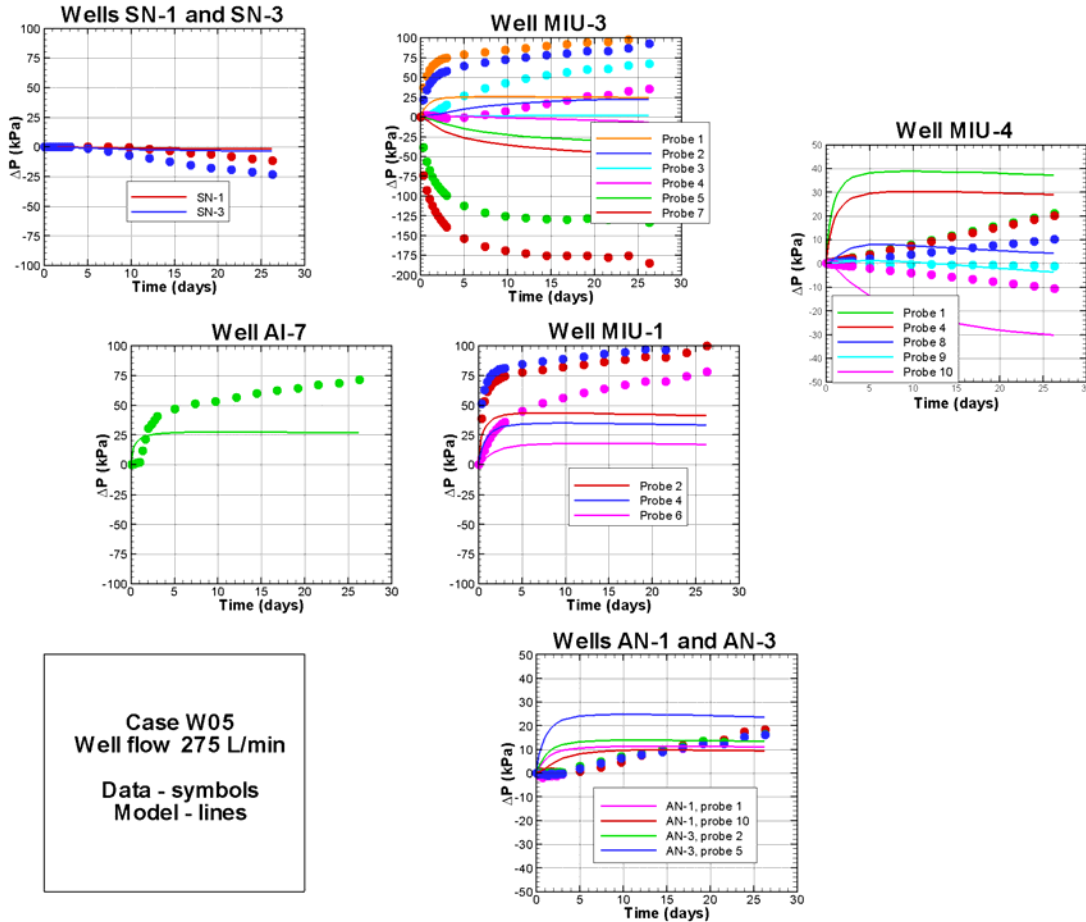 Wells SN-1 and SN-3
100
75
50
25
0
-25
-50
-75
-100
ΔP (kPa)
0 5 10 15 20 25 30
Time (days)
SN-1
SN-3
Well MIU-3
100
75
50
25
0
-25
-50
-75
-100
-125
-150
-175
-200
ΔP (kPa)
0 5 10 15 20 25 30
Time (days)
Probe 1
Probe 2
Probe 3
Probe 4
Probe 5
Probe 7
Well MIU-4
50
40
30
20
10
0
-10
-20
-30
-40
-50
ΔP (kPa)
0 5 10 15 20 25 30
Time (days)
Probe 1
Probe 4
Probe 8
Probe 9
Probe 10
Well AI-7
100
75
50
25
0
-25
-50
-75
-100
ΔP (kPa)
0 5 10 15 20 25 30
Time (days)
Well MIU-1
100
75
50
25
0
-25
-50
-75
-100
ΔP (kPa)
0 5 10 15 20 25 30
Time (days)
Probe 2
Probe 4
Probe 6
Case W05
Well flow 275 L/min
Data - symbols
Model - lines
Wells AN-1 and AN-3
50
40
30
20
10
0
-10
-20
-30
-40
-50
ΔP (kPa)
0 5 10 15 20 25 30
Time (days)
AN-1, probe 1
AN-1, probe 10
AN-3, probe 2
AN-3, probe 5